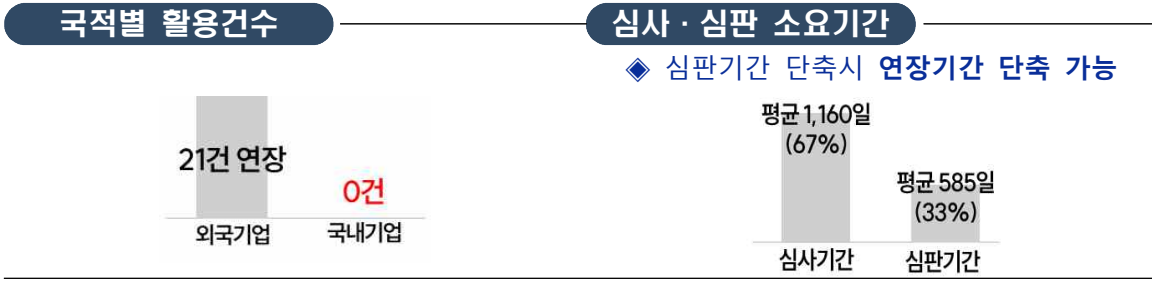 국적별 활용건수
21건 연장
0건
외국기업
국내기업
심사 · 심판 소요기간
◈ 심판기간 단축시 연장기간 단축 가능
평균 1,160일
(67%)
평균 585일
(33%)
심사기간
심판기간